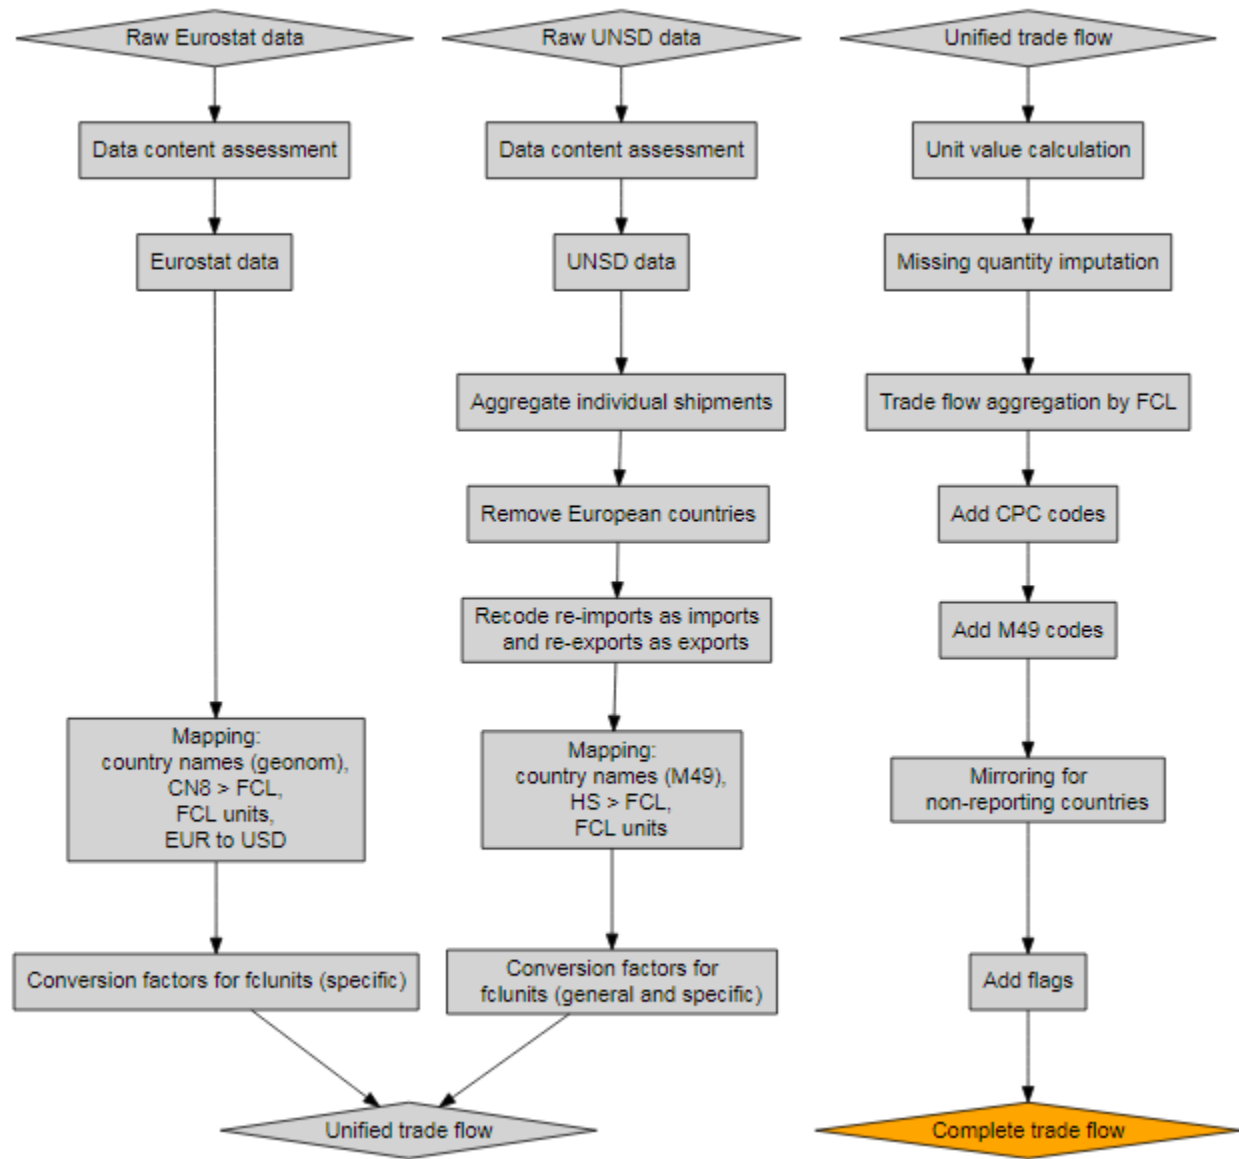 Raw Eurostat data
Data content assessment
Eurostat data
Mapping:
country names (geonom),
CN8 > FCL,
FCL units,
EUR to USD
Conversion factors for fclunits (specific)
Raw UNSD data
Data content assessment
UNSD data
Aggregate individual shipments
Remove European countries
Recode re-imports as imports
and re-exports as exports
Mapping:
country names (M49),
HS > FCL,
FCL units
Conversion factors for
fclunits (general and specific)
Unified trade flow
Unified trade flow
Unit value calculation
Missing quantity imputation
Trade flow aggregation by FCL
Add CPC codes
Add M49 codes
Mirroring for
non-reporting countries
Add flags
Complete trade flow